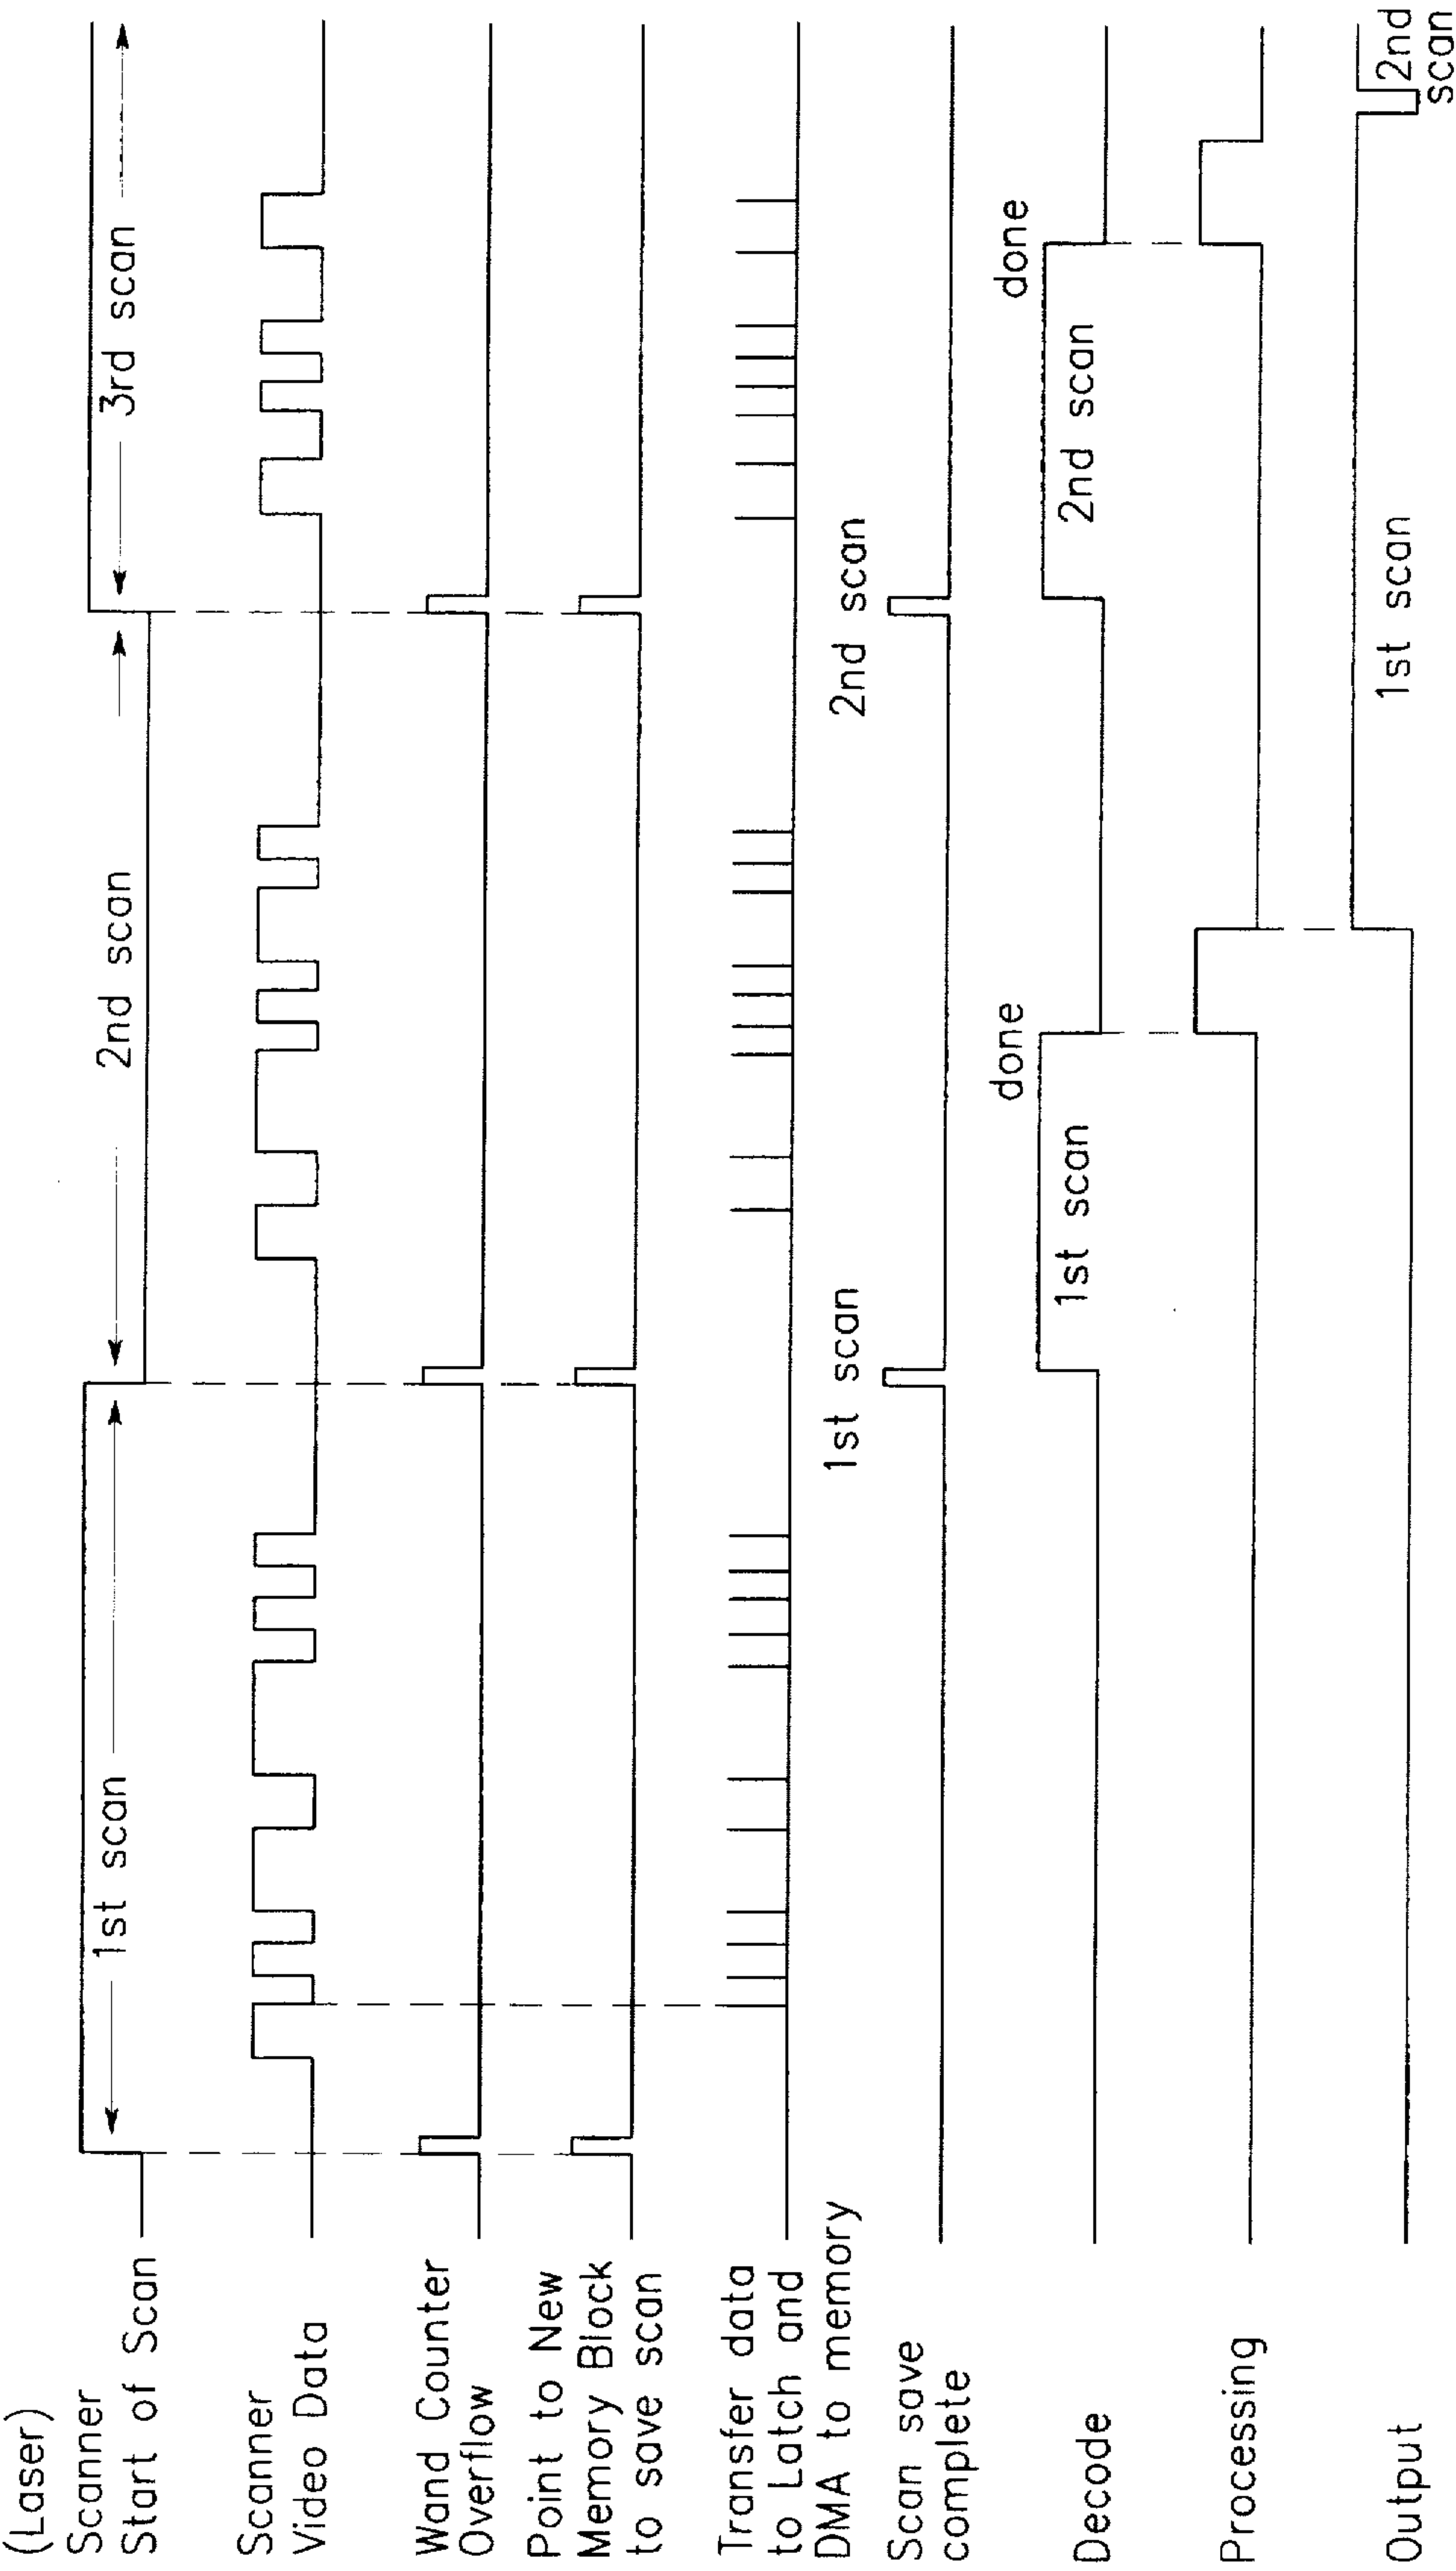 (Laser)
Scanner
Start of Scan
1st scan
2nd scan
3rd scan
Scanner
Video Data
Wand Counter
Overflow
Point to New
Memory Block
to save scan
Transfer data
to Latch and
DMA to memory
1st scan
2nd scan
Scan save
complete
done
done
Decode
1st scan
2nd scan
Processing
Output
1st scan
2nd
scan